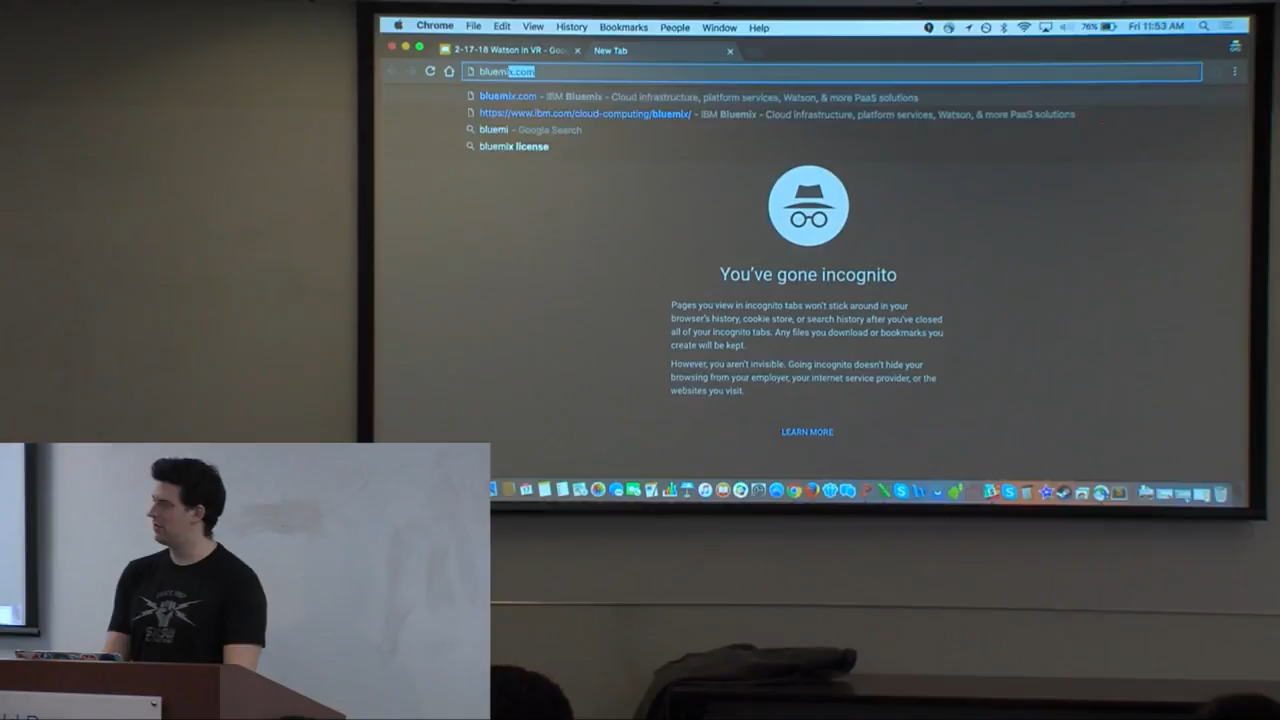 Chrome File Edit View History Bookmarks People Window Help 76% Fri 11:53 AM
2-17-18 Watson in VR - Goo
New Tab
bluemix.com
bluemix.com – IBM Bluemix - Cloud infrastructure, platform services, Watson, & more PaaS solutions
https://www.ibm.com/cloud-computing/bluemix/ – IBM Bluemix - Cloud infrastructure, platform services, Watson, & more PaaS solutions
bluemi – Google Search
bluemix license
You've gone incognito
Pages you view in incognito tabs won't stick around in your
browser's history, cookie store, or search history after you've closed
all of your incognito tabs. Any files you download or bookmarks you
create will be kept.
However, you aren't invisible. Going incognito doesn't hide your
browsing from your employer, your internet service provider, or the
websites you visit.
LEARN MORE